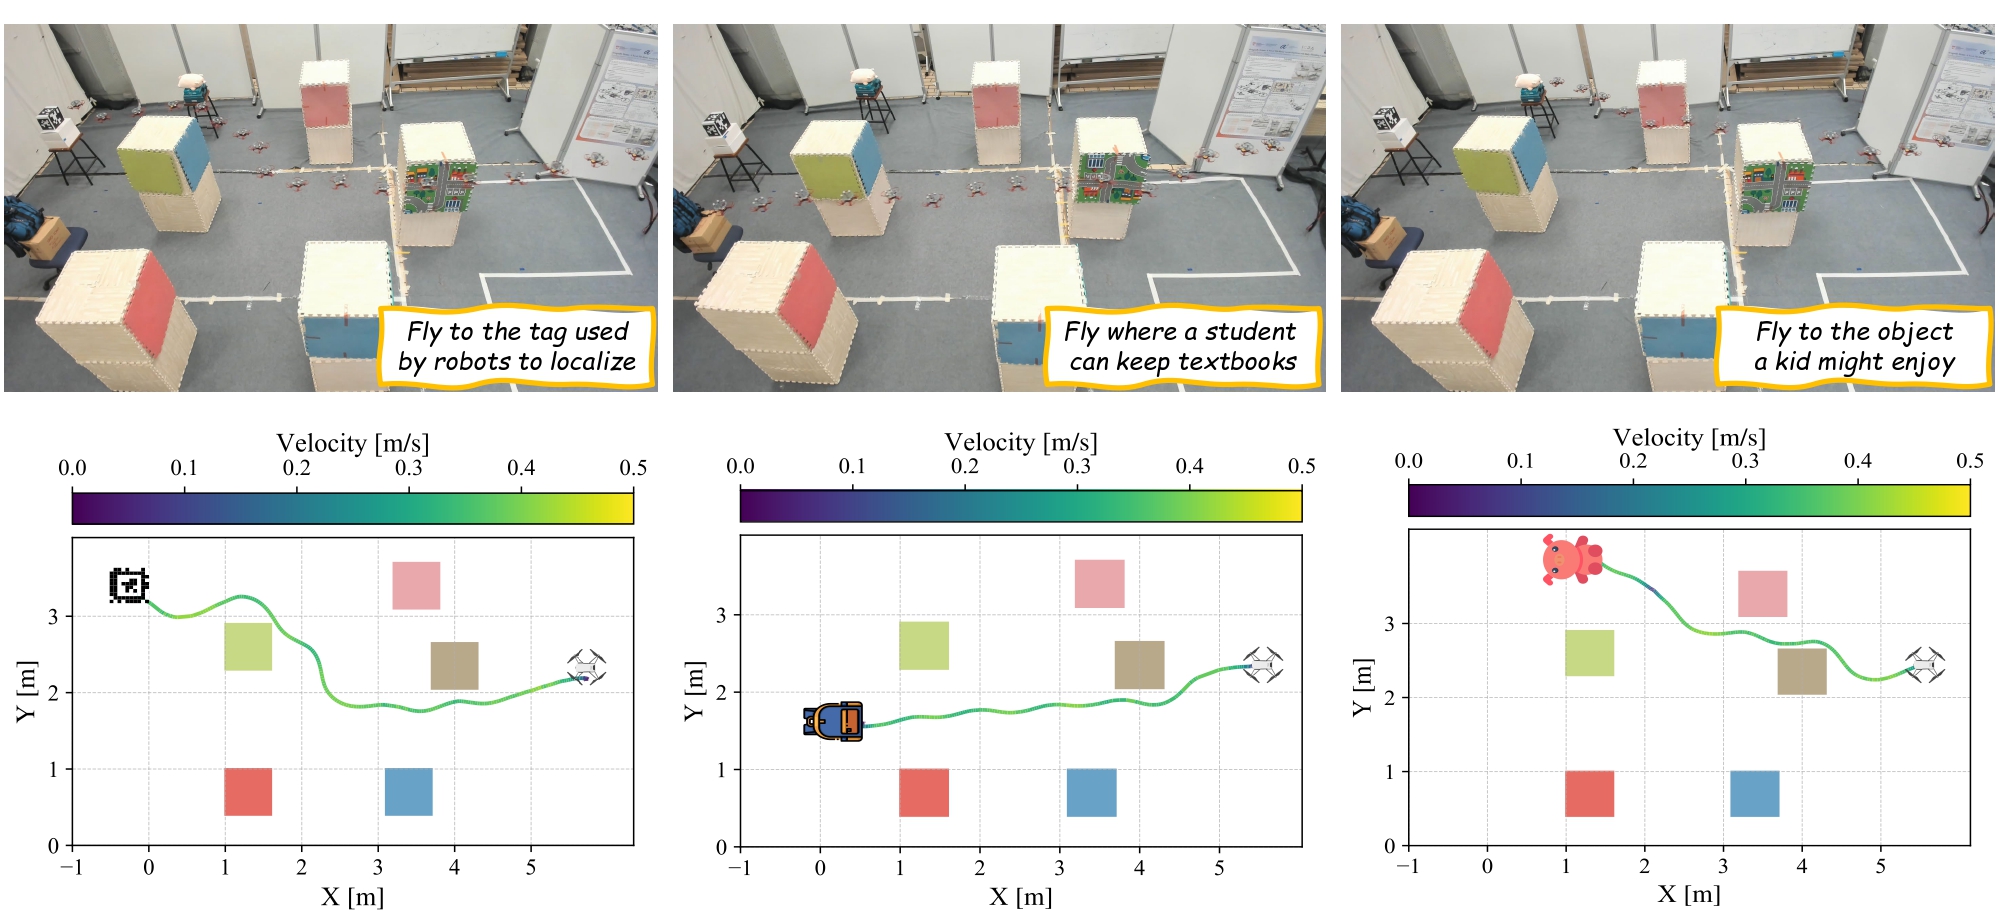 Fly to the tag used
by robots to localize
Fly where a student
can keep textbooks
Fly to the object
a kid might enjoy
Velocity [m/s]
0.0 0.1 0.2 0.3 0.4 0.5
3
2
1
0
Y [m]
−1 0 1 2 3 4 5
X [m]
Velocity [m/s]
0.0 0.1 0.2 0.3 0.4 0.5
3
2
1
0
Y [m]
−1 0 1 2 3 4 5
X [m]
Velocity [m/s]
0.0 0.1 0.2 0.3 0.4 0.5
3
2
1
0
Y [m]
−1 0 1 2 3 4 5
X [m]